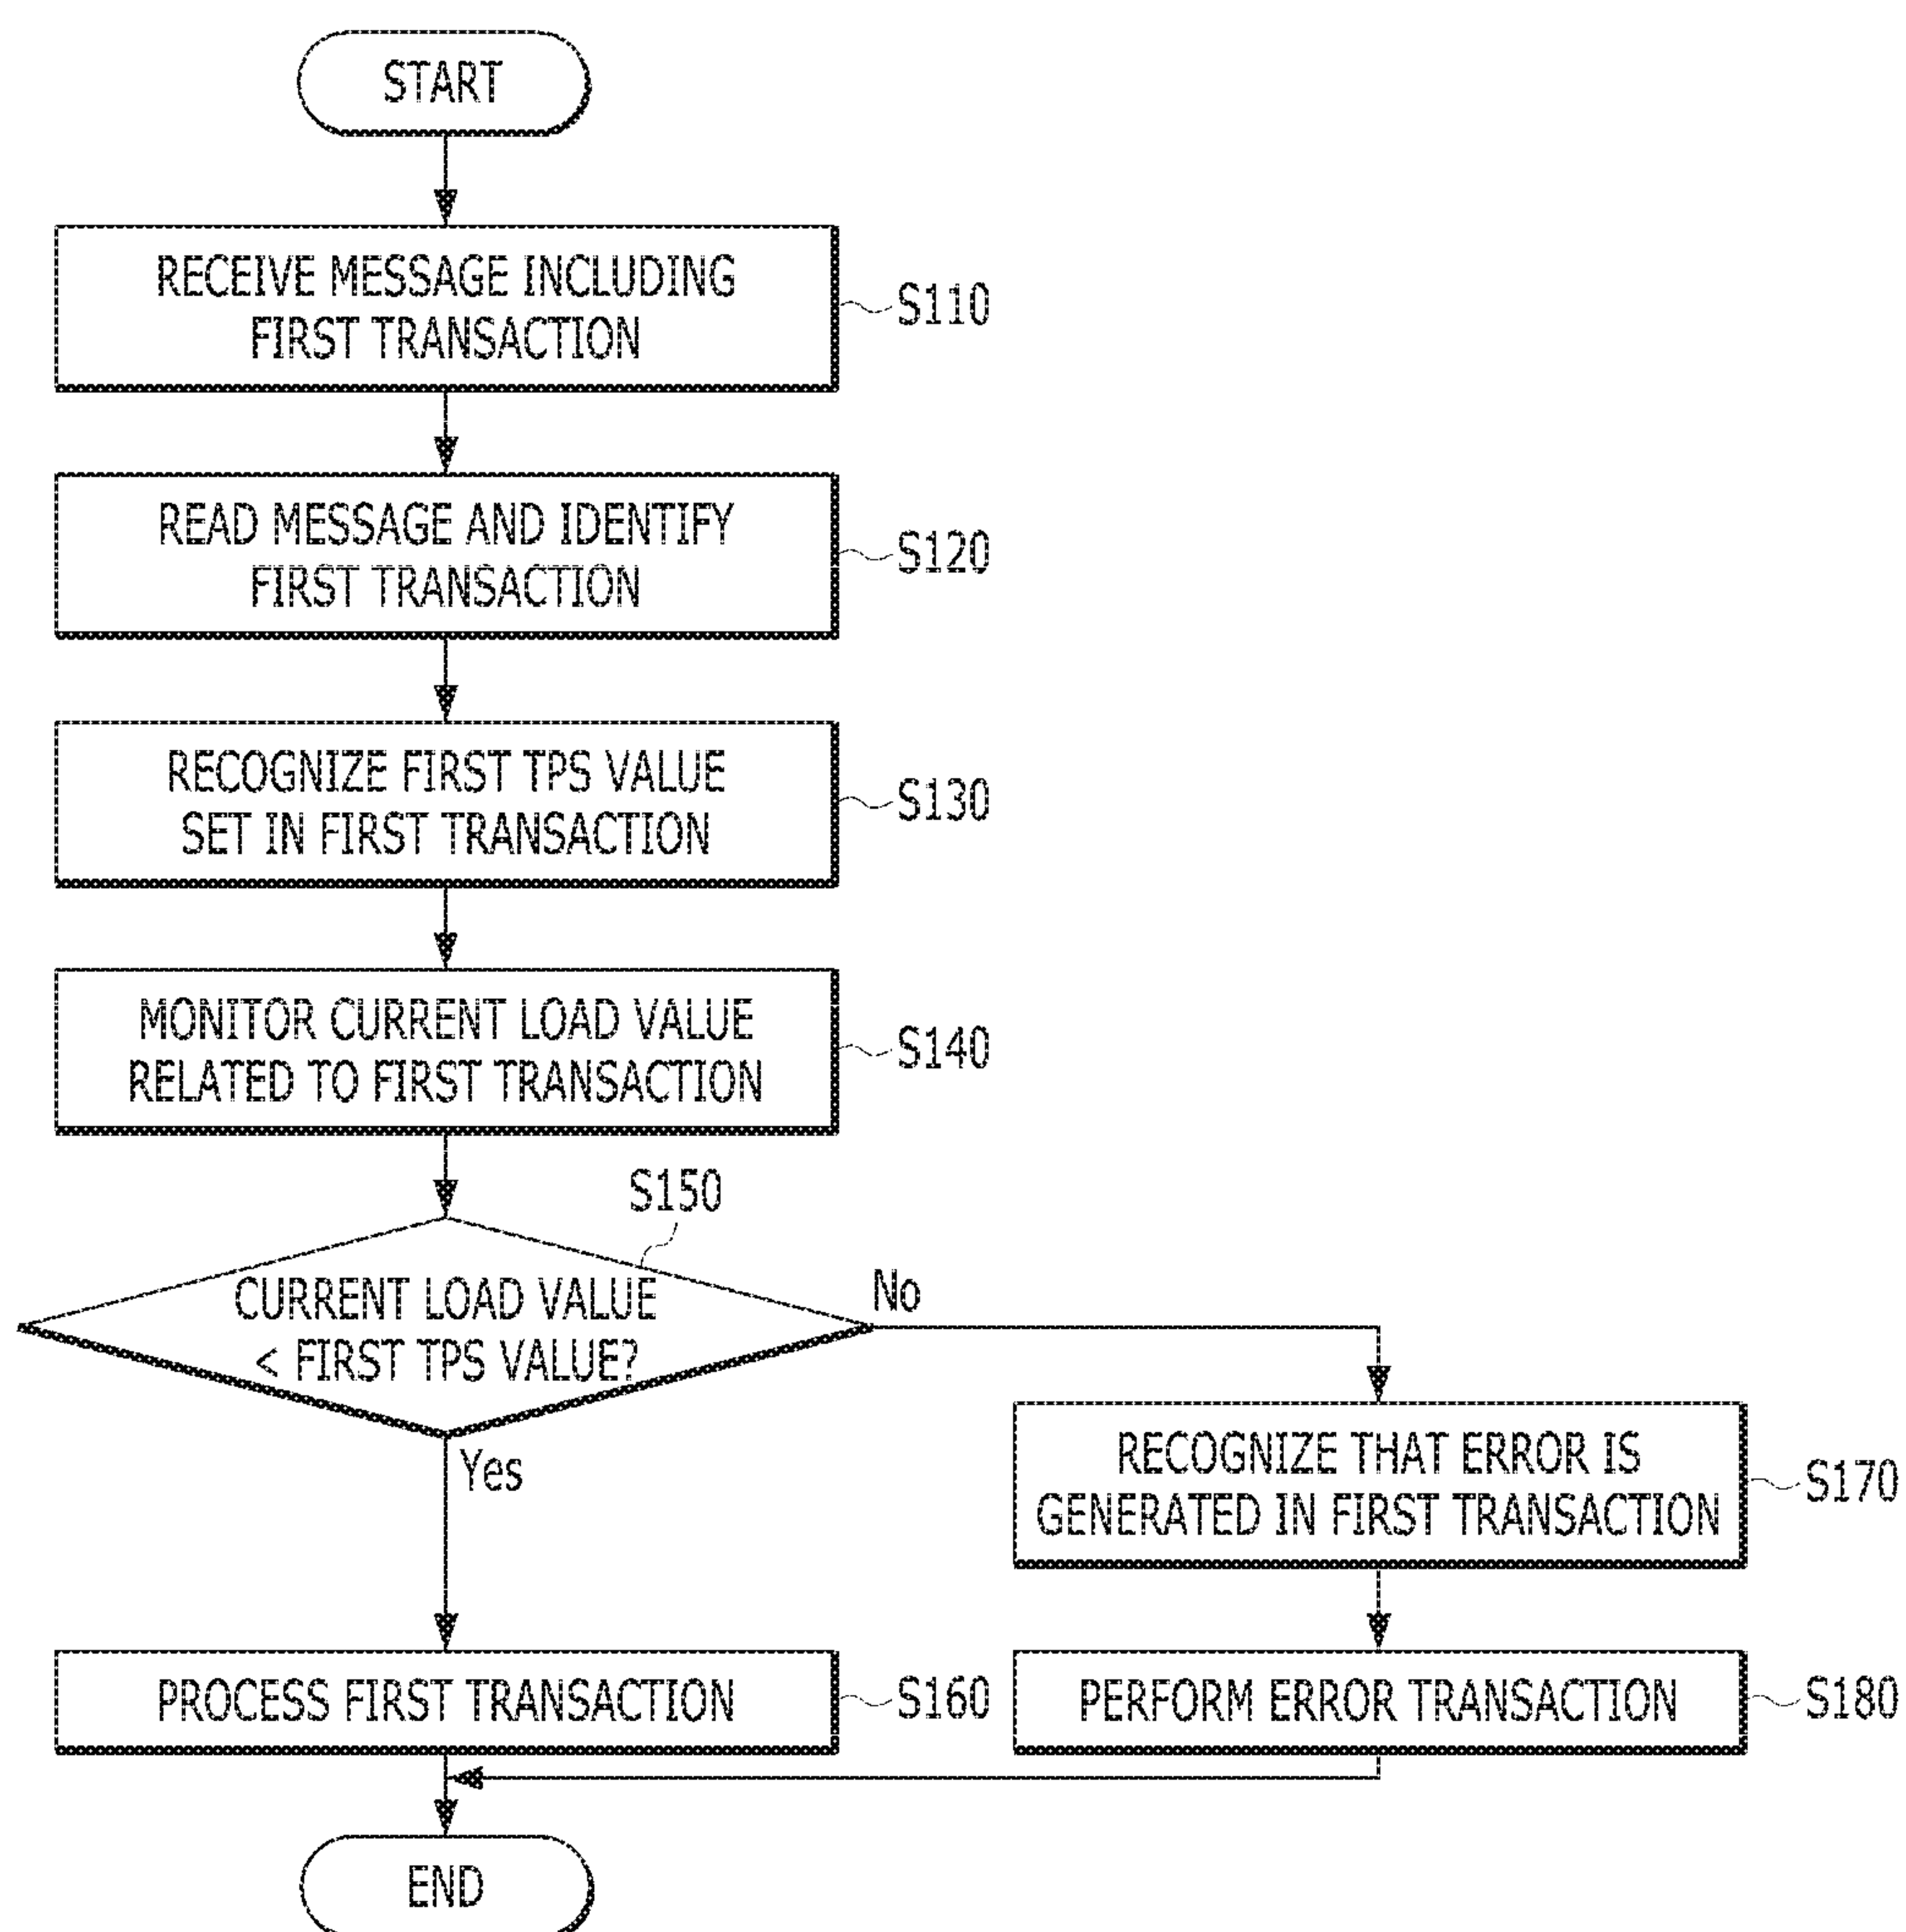 START
RECEIVE MESSAGE INCLUDING
FIRST TRANSACTION
S110
READ MESSAGE AND IDENTIFY
FIRST TRANSACTION
S120
RECOGNIZE FIRST TPS VALUE
SET IN FIRST TRANSACTION
S130
MONITOR CURRENT LOAD VALUE
RELATED TO FIRST TRANSACTION
S140
S150
CURRENT LOAD VALUE
< FIRST TPS VALUE?
No
Yes
RECOGNIZE THAT ERROR IS
GENERATED IN FIRST TRANSACTION
S170
PROCESS FIRST TRANSACTION
S160
PERFORM ERROR TRANSACTION
S180
END